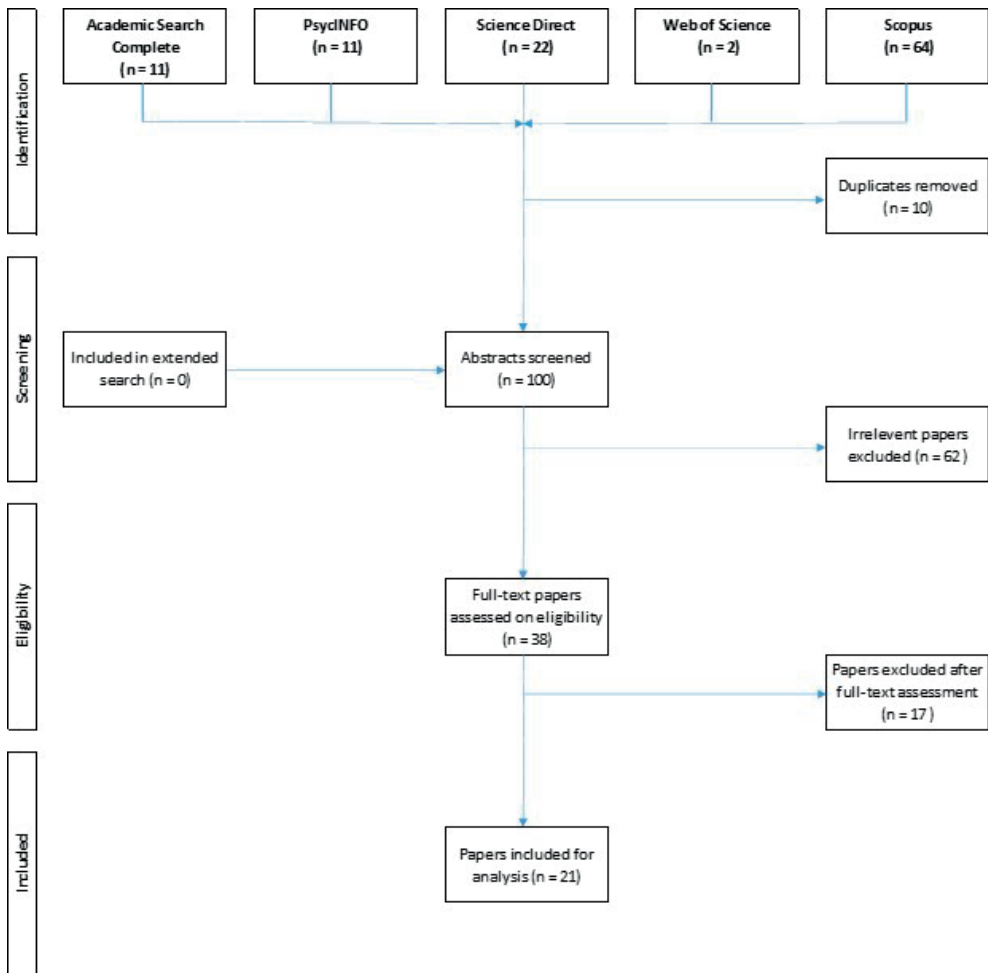 Identification
Academic Search
Complete
(n = 11)
PsycINFO
(n = 11)
Science Direct
(n = 22)
Web of Science
(n = 2)
Scopus
(n = 64)
Duplicates removed
(n = 10)
Screening
Included in extended
search (n = 0)
Abstracts screened
(n = 100)
Irrelevent papers
excluded (n = 62 )
Eligibility
Full-text papers
assessed on eligibility
(n = 38)
Papers excluded after
full-text assessment
(n = 17 )
Included
Papers included for
analysis (n = 21)